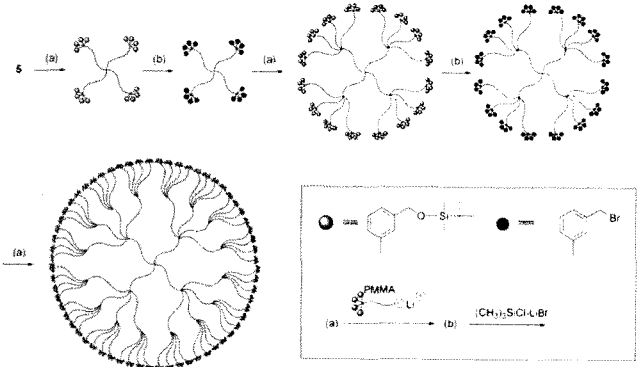 (a) (b) (a) (b)
5
(a)
O Si
Br
PMMA
Li
(a) (b) (CH3)3SiCl-LiBr